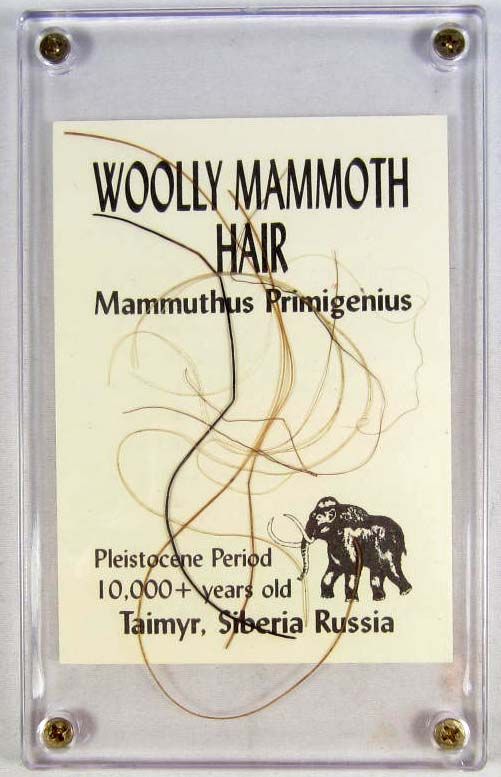 WOOLLY MAMMOTH
HAIR
Mammuthus Primigenius
Pleistocene Period
10,000+ years old
Taimyr, Siberia Russia